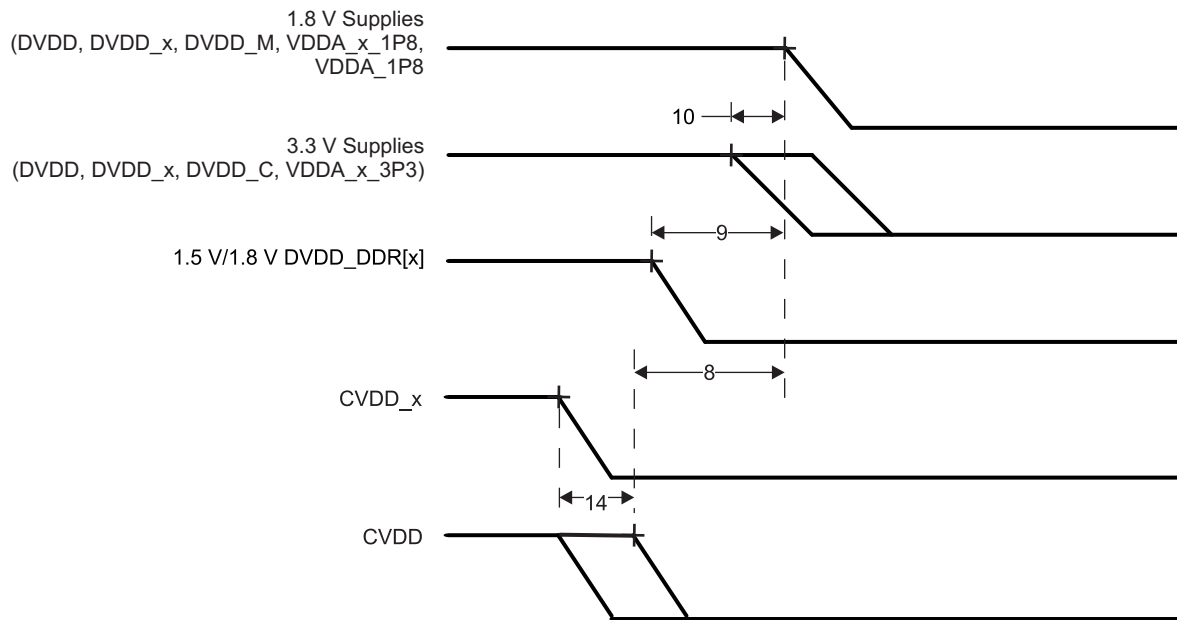 1.8 V Supplies
(DVDD, DVDD_x, DVDD_M, VDDA_x_1P8,
VDDA_1P8
10
3.3 V Supplies
(DVDD, DVDD_x, DVDD_C, VDDA_x_3P3)
9
1.5 V/1.8 V DVDD_DDR[x]
8
CVDD_x
14
CVDD